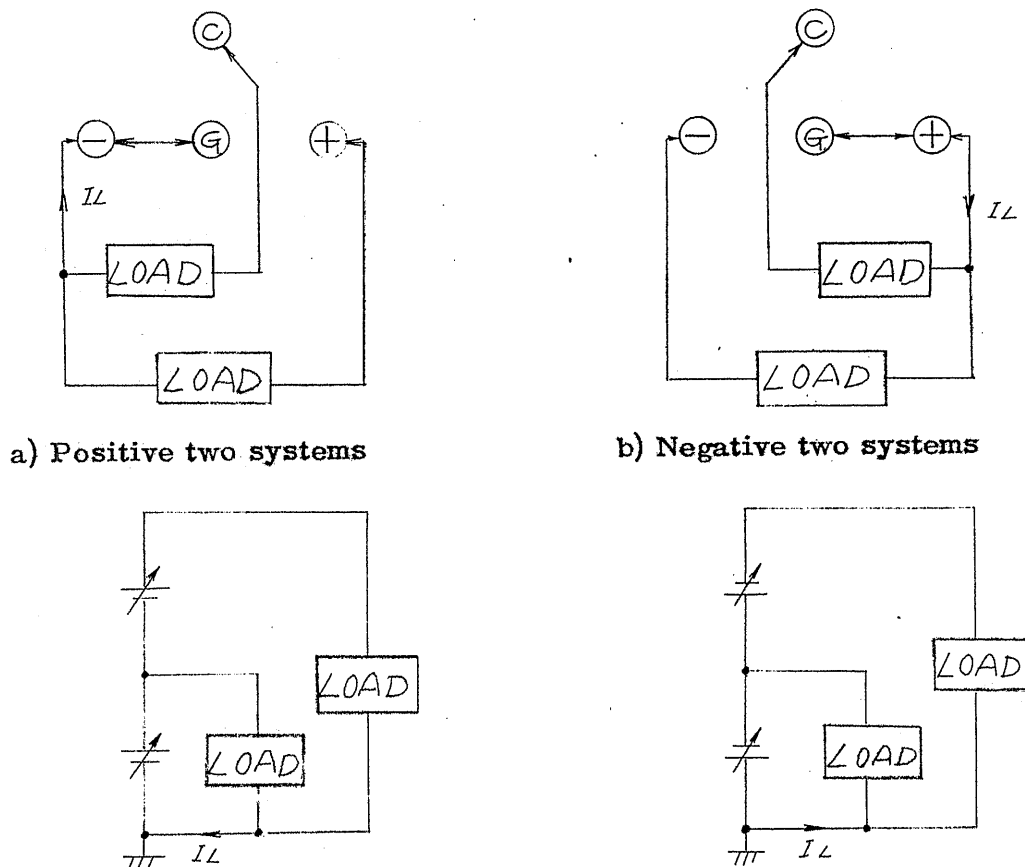 C
− G +
IL
LOAD
LOAD
a) Positive two systems
C
− G +
IL
LOAD
LOAD
b) Negative two systems
LOAD
LOAD
IL
LOAD
LOAD
IL